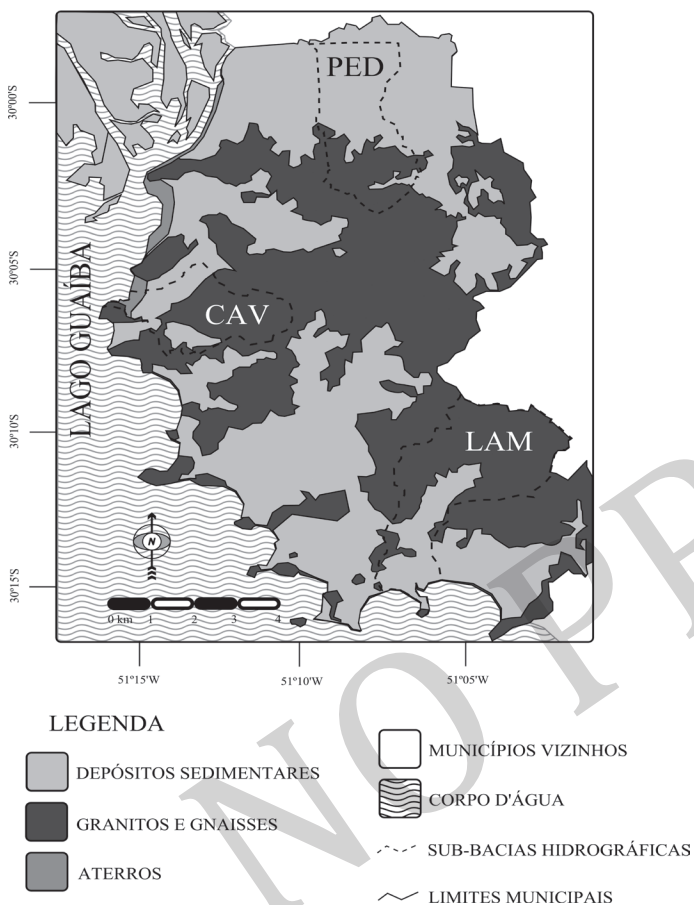 PED
30°00'S
30°05'S
LAGO GUAÍBA
CAV
30°10'S
LAM
N
30°15'S
0 km 1 2 3 4
51°15'W 51°10'W 51°05'W
LEGENDA
DEPÓSITOS SEDIMENTARES
GRANITOS E GNAISSES
ATERROS
MUNICÍPIOS VIZINHOS
CORPO D'ÁGUA
SUB-BACIAS HIDROGRÁFICAS
LIMITES MUNICIPAIS
NO PR